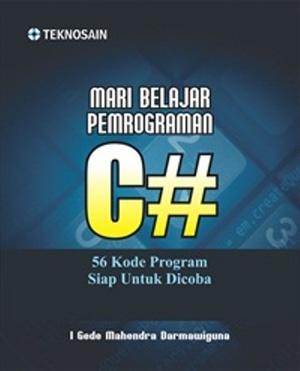 TEKNOSAIN
MARI BELAJAR
PEMROGRAMAN
C#
56 Kode Program
Siap Untuk Dicoba
I Gede Mahendra Darmawiguna